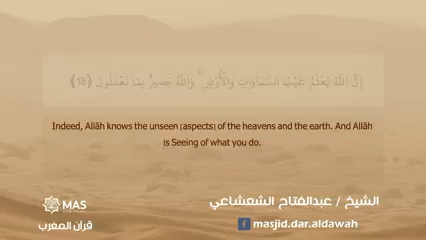 إِنَّ اللَّهَ يَعْلَمُ غَيْبَ السَّمَاوَاتِ وَالْأَرْضِ ۚ وَاللَّهُ بَصِيرٌ بِمَا تَعْمَلُونَ (18)
Indeed, Allāh knows the unseen [aspects] of the heavens and the earth. And Allāh
is Seeing of what you do.
الشيخ / عبدالفتاح الشعشاعي
MAS
قرآن المغرب
masjid.dar.aldawah